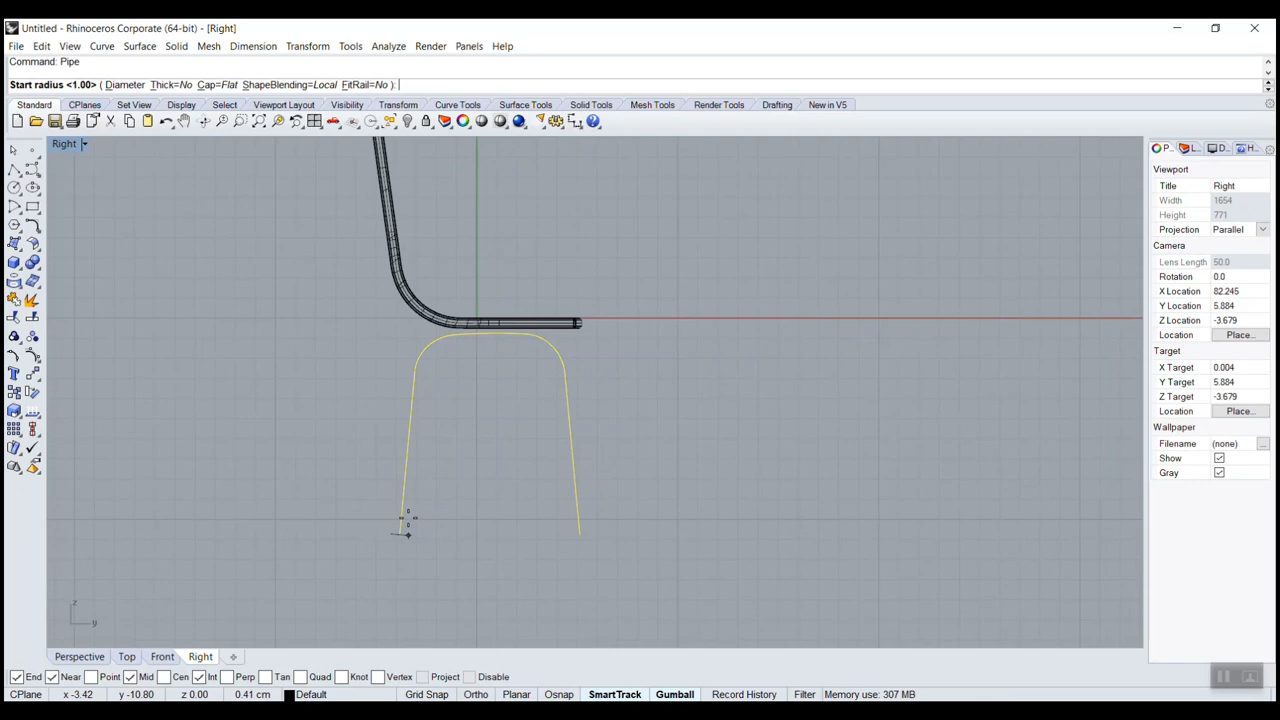 Untitled - Rhinoceros Corporate (64-bit) - [Right]
File Edit View Curve Surface Solid Mesh Dimension Transform Tools Analyze Render Panels Help
Command: Pipe
Start radius <1.00> ( Diameter Thick=No Cap=Flat ShapeBlending=Local FitRail=No ):
Standard CPlanes Set View Display Select Viewport Layout Visibility Transform Curve Tools Surface Tools Solid Tools Mesh Tools Render Tools Drafting New in V5
Right
P... L... D... H...
Viewport
Title Right
Width 1654
Height 771
Projection Parallel
Camera
Lens Length 50.0
Rotation 0.0
X Location 82.245
Y Location 5.884
Z Location -3.679
Location Place...
Target
X Target 0.004
Y Target 5.884
Z Target -3.679
Location Place...
Wallpaper
Filename (none) ...
Show
Gray
z
y
Perspective Top Front Right
End Near Point Mid Cen Int Perp Tan Quad Knot Vertex Project Disable
CPlane x -3.42 y -10.80 z 0.00 0.41 cm Default Grid Snap Ortho Planar Osnap SmartTrack Gumball Record History Filter Memory use: 307 MB